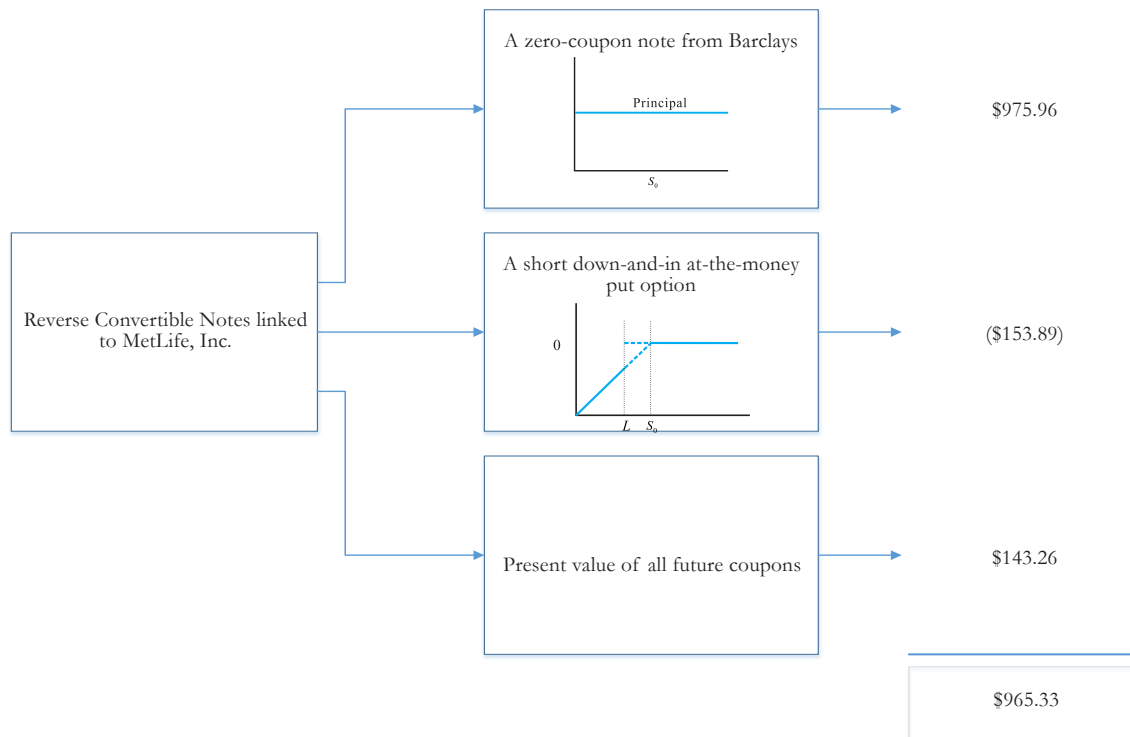 A zero-coupon note from Barclays
Principal
S₀
$975.96
Reverse Convertible Notes linked
to MetLife, Inc.
A short down-and-in at-the-money
put option
0
L S₀
($153.89)
Present value of all future coupons
$143.26
$965.33